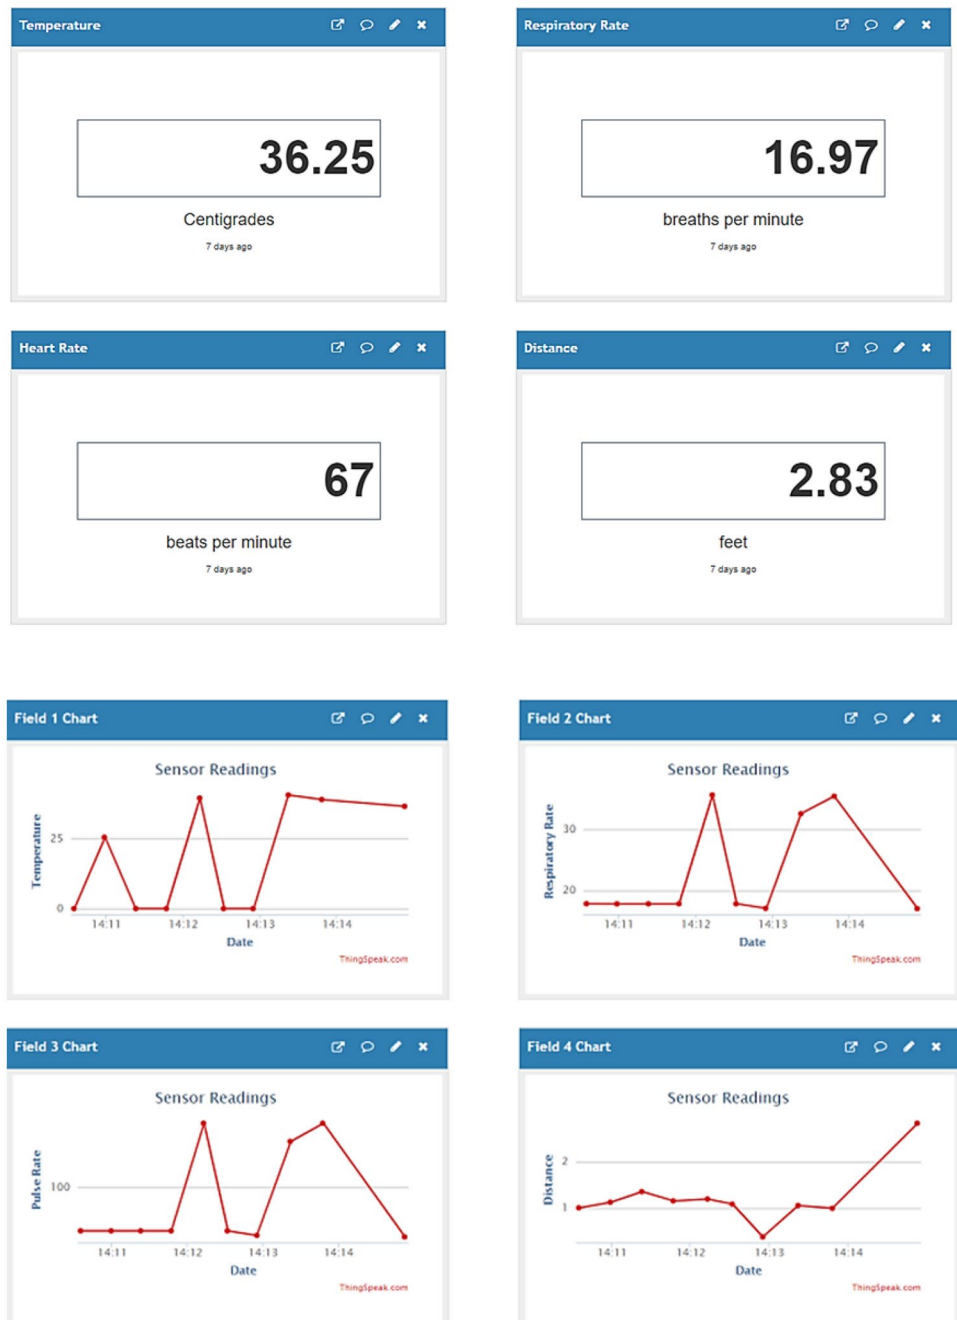 Temperature
36.25
Centigrades
7 days ago
Respiratory Rate
16.97
breaths per minute
7 days ago
Heart Rate
67
beats per minute
7 days ago
Distance
2.83
feet
7 days ago
Field 1 Chart
Sensor Readings
Temperature
25
0
14:11 14:12 14:13 14:14
Date
ThingSpeak.com
Field 2 Chart
Sensor Readings
Respiratory Rate
30
20
14:11 14:12 14:13 14:14
Date
ThingSpeak.com
Field 3 Chart
Sensor Readings
Pulse Rate
100
14:11 14:12 14:13 14:14
Date
ThingSpeak.com
Field 4 Chart
Sensor Readings
Distance
2
1
14:11 14:12 14:13 14:14
Date
ThingSpeak.com